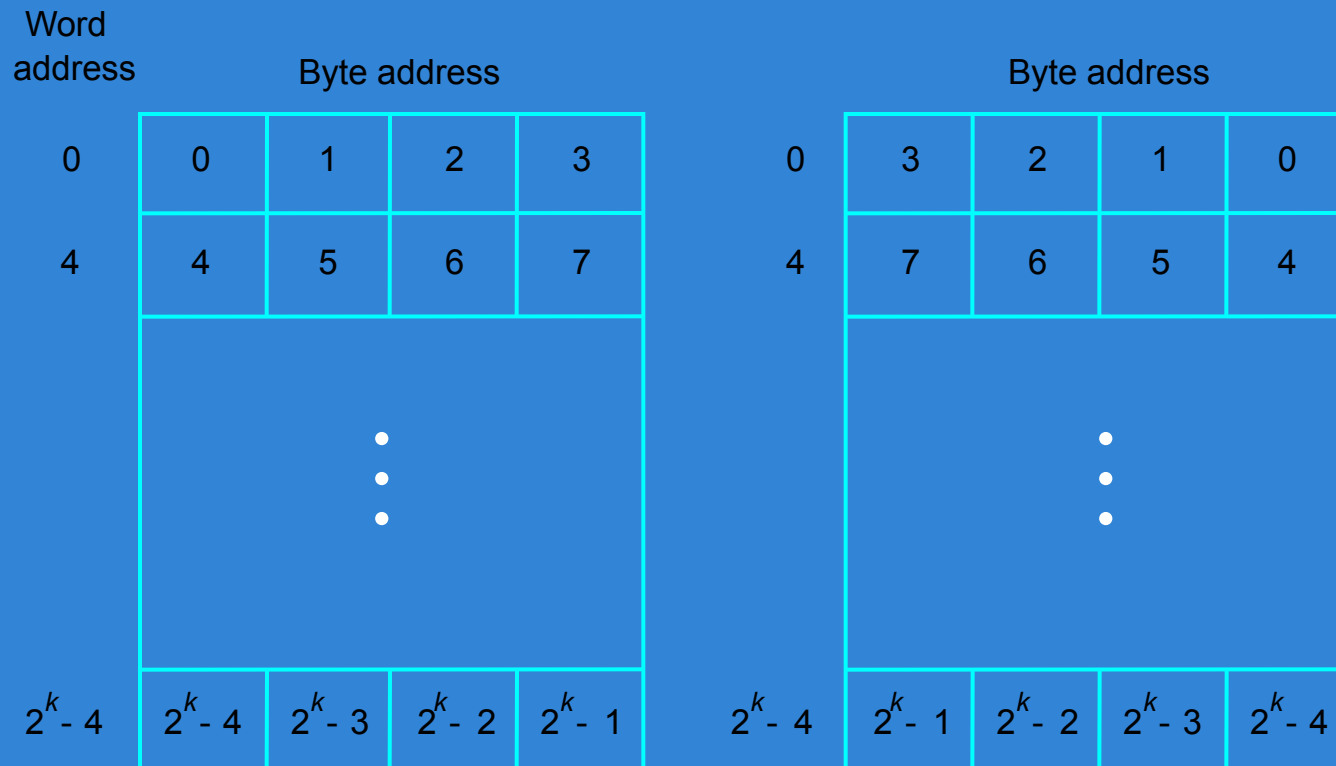 Word
address
Byte address
Byte address
0 0 1 2 3
0 3 2 1 0
4 4 5 6 7
4 7 6 5 4
2^k - 4 2^k - 4 2^k - 3 2^k - 2 2^k - 1
2^k - 4 2^k - 1 2^k - 2 2^k - 3 2^k - 4